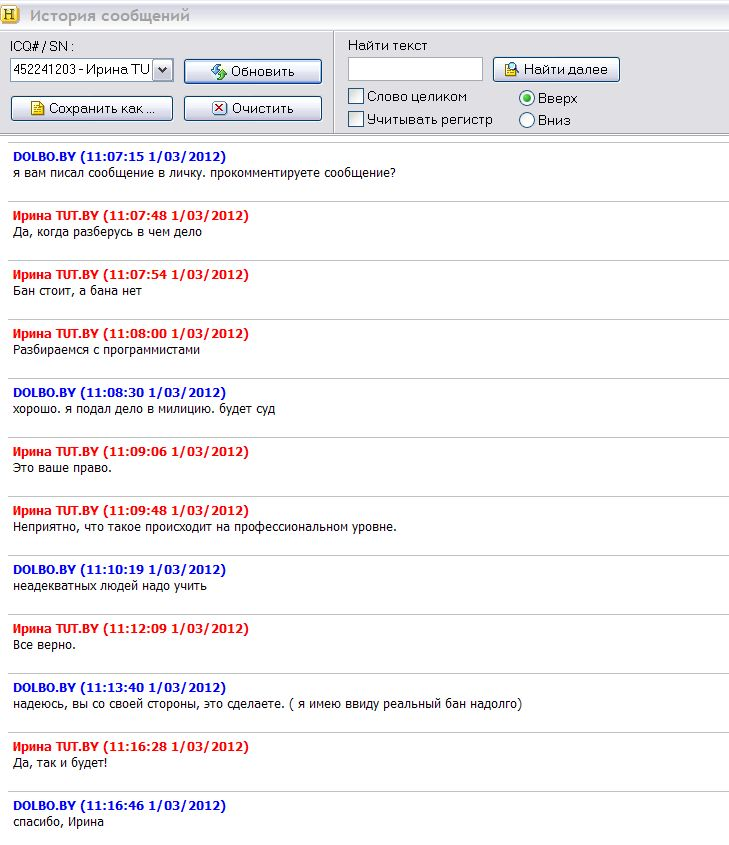 История сообщений
ICQ# / SN :
452241203 - Ирина TU
Обновить
Сохранить как ...
Очистить
Найти текст
Найти далее
Слово целиком
Учитывать регистр
Вверх
Вниз
DOLBO.BY (11:07:15 1/03/2012)
я вам писал сообщение в личку. прокомментируете сообщение?
Ирина TUT.BY (11:07:48 1/03/2012)
Да, когда разберусь в чем дело
Ирина TUT.BY (11:07:54 1/03/2012)
Бан стоит, а бана нет
Ирина TUT.BY (11:08:00 1/03/2012)
Разбираемся с программистами
DOLBO.BY (11:08:30 1/03/2012)
хорошо. я подал дело в милицию. будет суд
Ирина TUT.BY (11:09:06 1/03/2012)
Это ваше право.
Ирина TUT.BY (11:09:48 1/03/2012)
Неприятно, что такое происходит на профессиональном уровне.
DOLBO.BY (11:10:19 1/03/2012)
неадекватных людей надо учить
Ирина TUT.BY (11:12:09 1/03/2012)
Все верно.
DOLBO.BY (11:13:40 1/03/2012)
надеюсь, вы со своей стороны, это сделаете. ( я имею ввиду реальный бан надолго)
Ирина TUT.BY (11:16:28 1/03/2012)
Да, так и будет!
DOLBO.BY (11:16:46 1/03/2012)
спасибо, Ирина